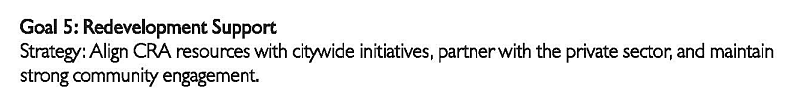 Goal 5: Redevelopment Support
Strategy: Align CRA resources with citywide initiatives, partner with the private sector, and maintain
strong community engagement.